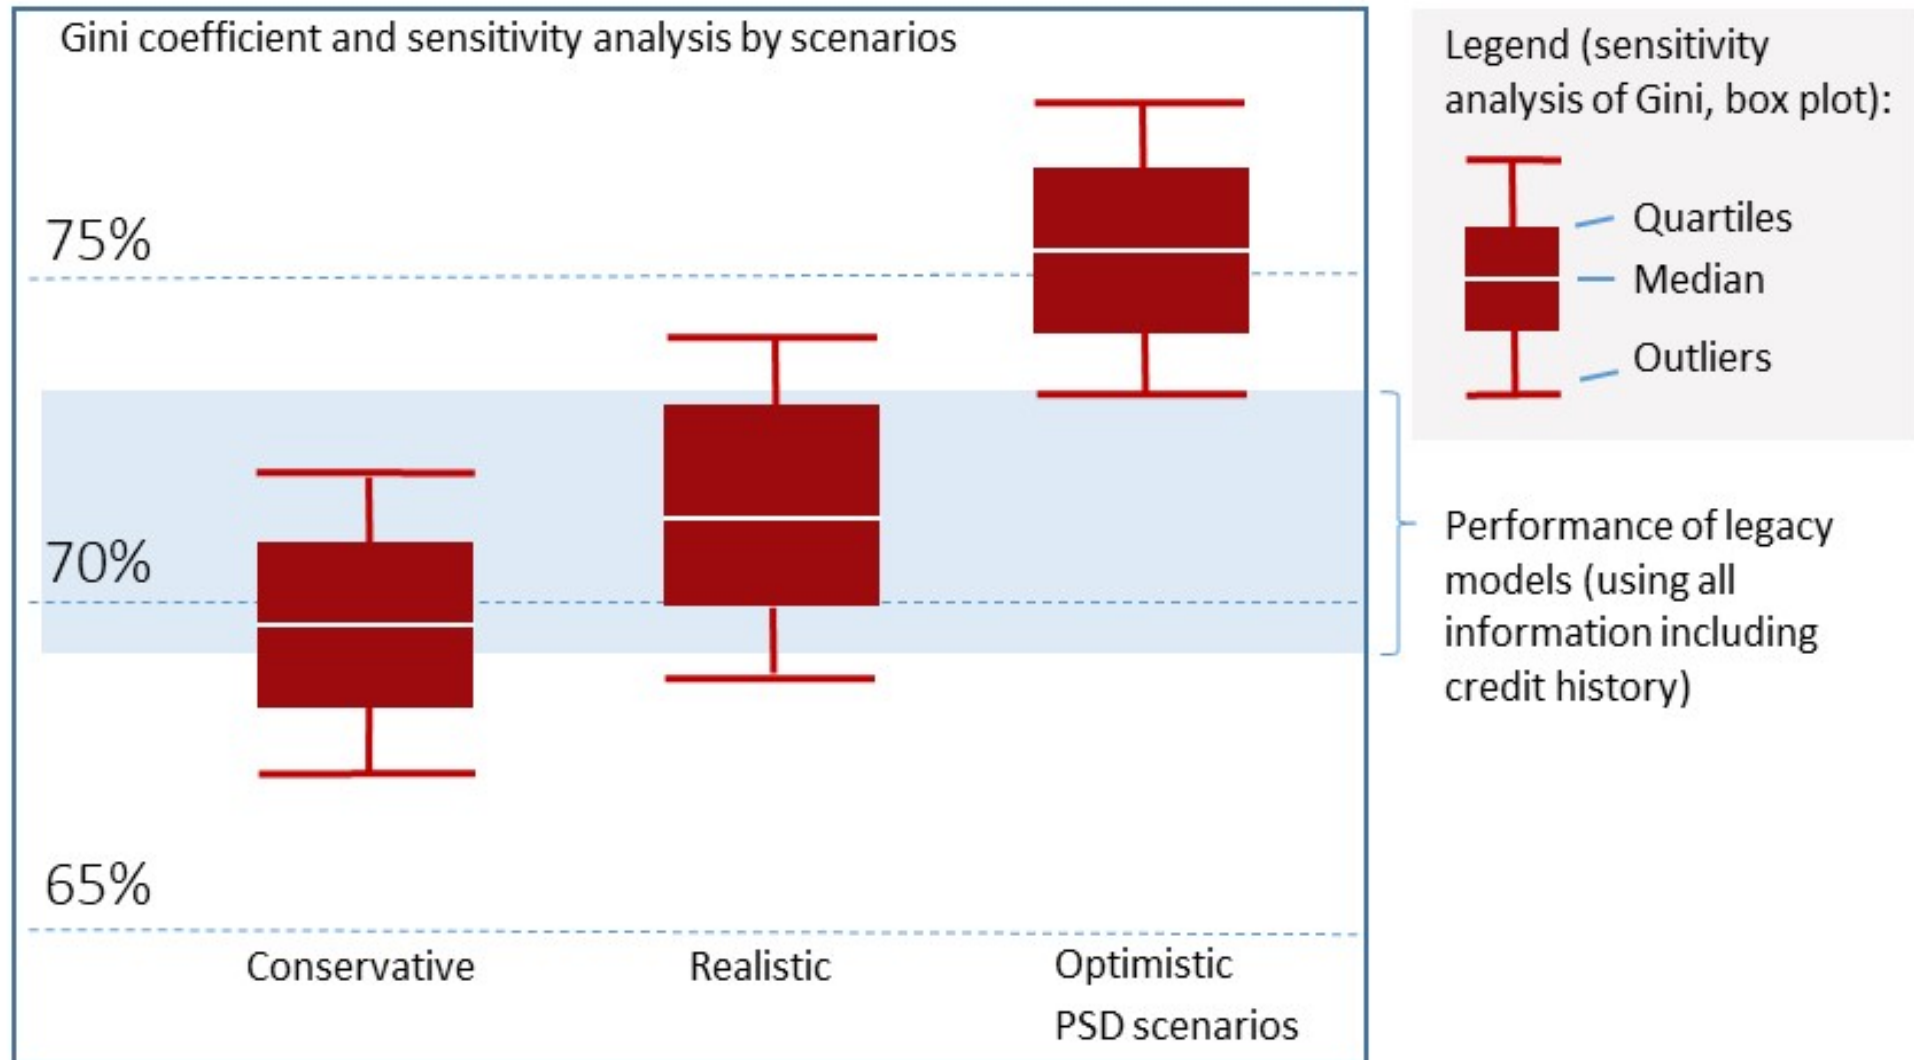 Gini coefficient and sensitivity analysis by scenarios
75%
70%
65%
Conservative
Realistic
Optimistic
PSD scenarios
Legend (sensitivity
analysis of Gini, box plot):
Quartiles
Median
Outliers
Performance of legacy
models (using all
information including
credit history)